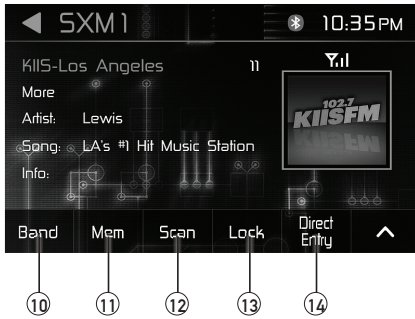 SXM1 10:35PM
KIIS-Los Angeles 11
More
Artist: Lewis
Song: LA's #1 Hit Music Station
Info:
102.7
KIISFM
Band Mem Scan Lock Direct Entry
10 11 12 13 14